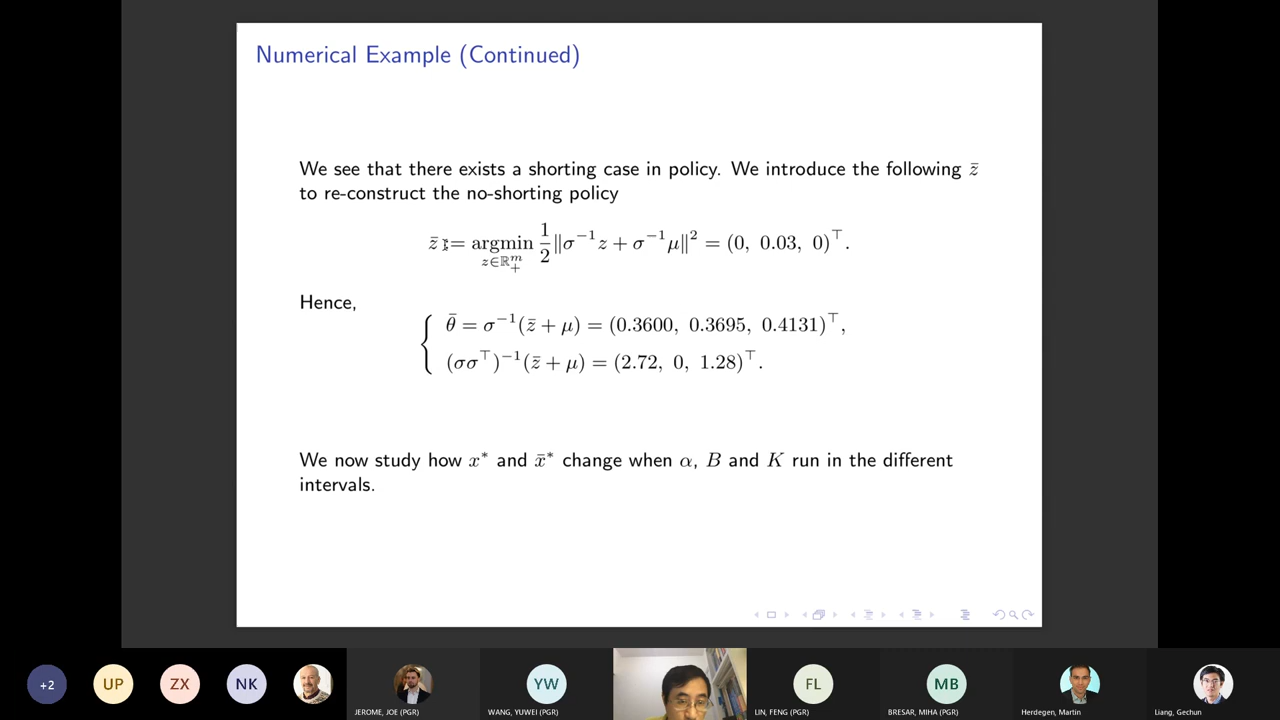 Numerical Example (Continued)
We see that there exists a shorting case in policy. We introduce the following z̄
to re-construct the no-shorting policy
z̄ := argmin_{z∈ℝ₊ᵐ} 1/2 ‖σ⁻¹z + σ⁻¹μ‖² = (0, 0.03, 0)⊤.
Hence,
θ̄ = σ⁻¹(z̄ + μ) = (0.3600, 0.3695, 0.4131)⊤,
(σσ⊤)⁻¹(z̄ + μ) = (2.72, 0, 1.28)⊤.
We now study how x* and x̄* change when α, B and K run in the different
intervals.
+2
UP
ZX
NK
YW
FL
MB
JEROME, JOE (PGR)
WANG, YUWEI (PGR)
LIN, FENG (PGR)
BRESAR, MIHA (PGR)
Herdegen, Martin
Liang, Gechun